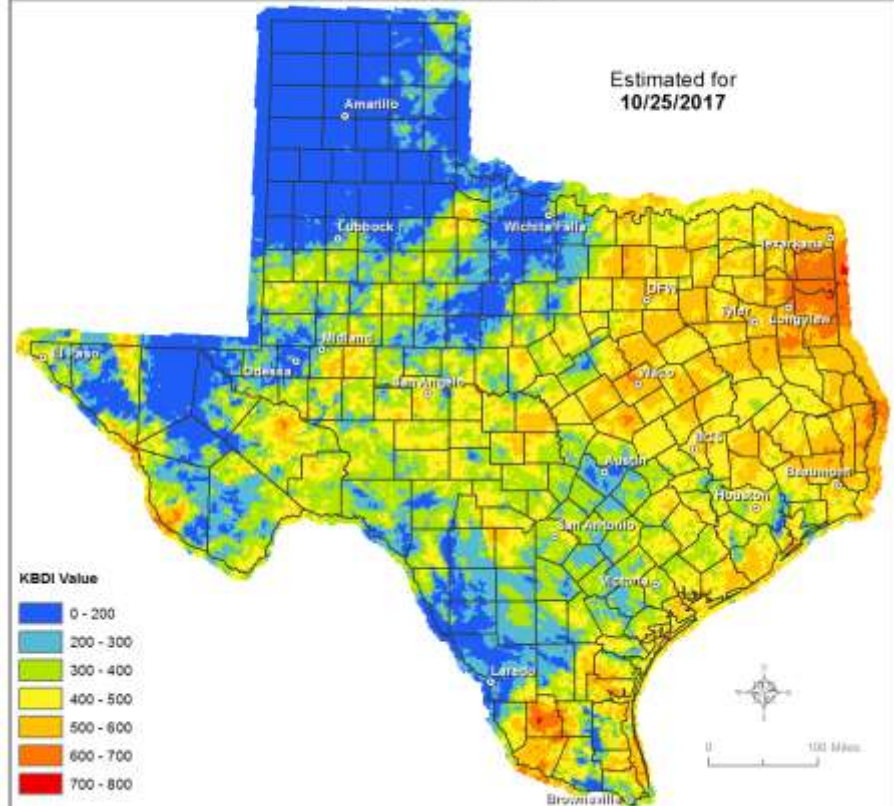 Estimated for
10/25/2017
Amarillo
Lubbock
Wichita Falls
Texarkana
DFW
Tyler
Longview
El Paso
Midland
Odessa
San Angelo
Waco
BCS
Austin
Beaumont
Houston
San Antonio
Victoria
Laredo
Brownsville
KBDI Value
0 - 200
200 - 300
300 - 400
400 - 500
500 - 600
600 - 700
700 - 800
0 100 Miles